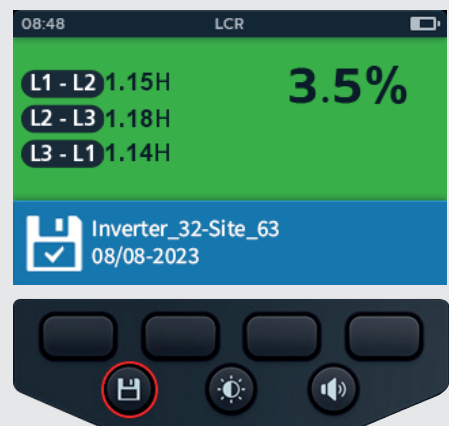 08:48 LCR
L1 - L2 1.15H 3.5%
L2 - L3 1.18H
L3 - L1 1.14H
Inverter_32-Site_63
08/08-2023